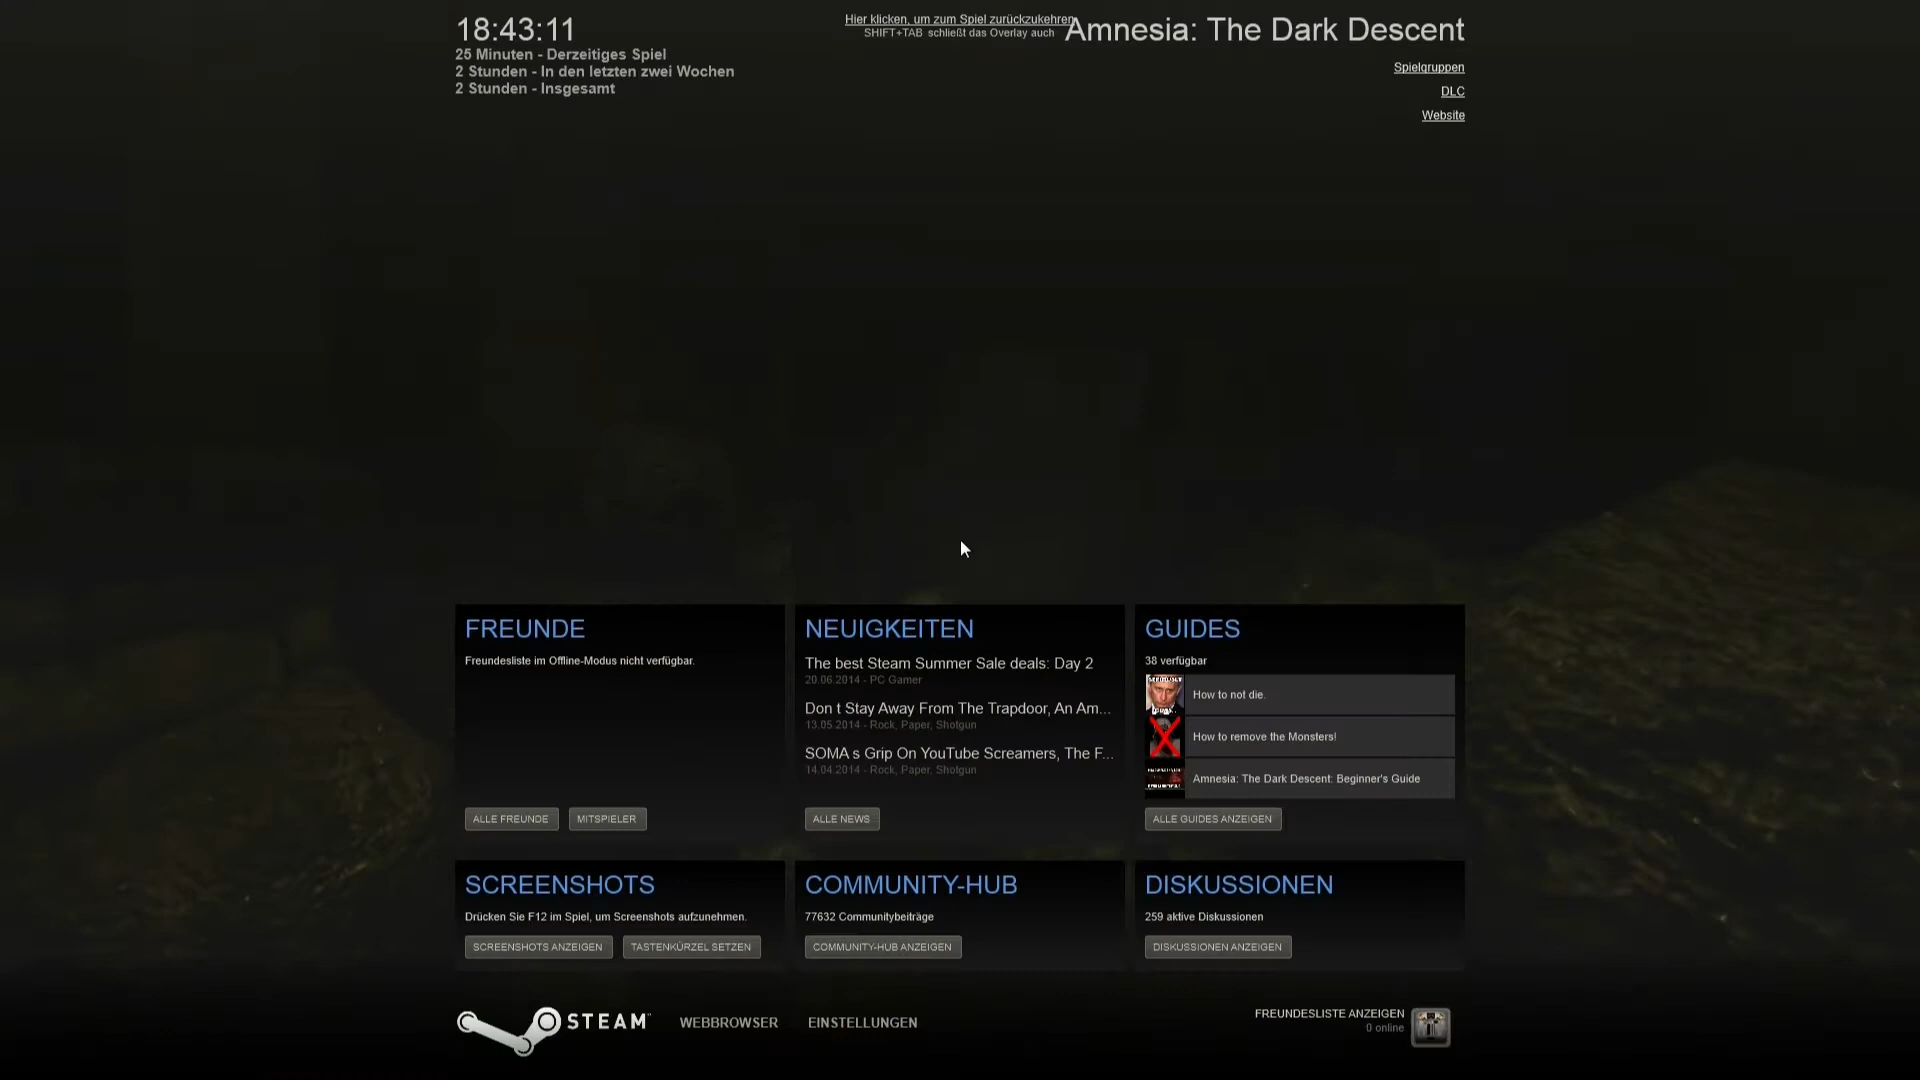 18:43:11
25 Minuten - Derzeitiges Spiel
2 Stunden - In den letzten zwei Wochen
2 Stunden - Insgesamt
Hier klicken, um zum Spiel zurückzukehren
SHIFT+TAB schließt das Overlay auch
Amnesia: The Dark Descent
Spielgruppen
DLC
Website
FREUNDE
Freundesliste im Offline-Modus nicht verfügbar.
ALLE FREUNDE MITSPIELER
NEUIGKEITEN
The best Steam Summer Sale deals: Day 2
20.06.2014 - PC Gamer
Don t Stay Away From The Trapdoor, An Am...
13.05.2014 - Rock, Paper, Shotgun
SOMA s Grip On YouTube Screamers, The F...
14.04.2014 - Rock, Paper, Shotgun
ALLE NEWS
GUIDES
38 verfügbar
How to not die.
How to remove the Monsters!
Amnesia: The Dark Descent: Beginner's Guide
ALLE GUIDES ANZEIGEN
SCREENSHOTS
Drücken Sie F12 im Spiel, um Screenshots aufzunehmen.
SCREENSHOTS ANZEIGEN TASTENKÜRZEL SETZEN
COMMUNITY-HUB
77632 Communitybeiträge
COMMUNITY-HUB ANZEIGEN
DISKUSSIONEN
259 aktive Diskussionen
DISKUSSIONEN ANZEIGEN
STEAM WEBBROWSER EINSTELLUNGEN
FREUNDESLISTE ANZEIGEN
0 online